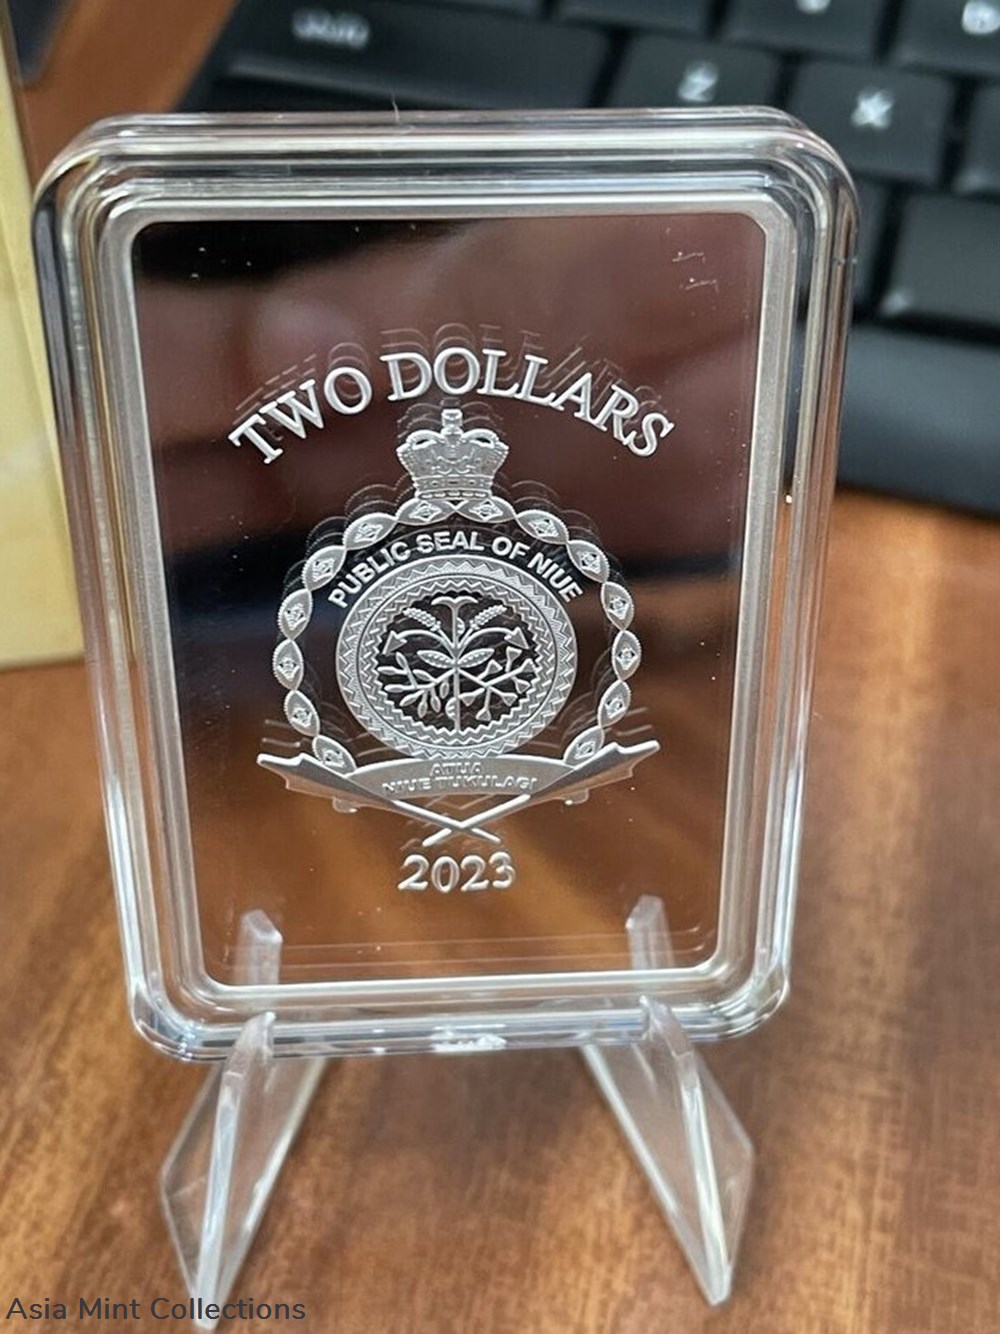 Z
X
TWO DOLLARS
PUBLIC SEAL OF NIUE
ATUA
NIUE TUKULAGI
2023
Asia Mint Collections